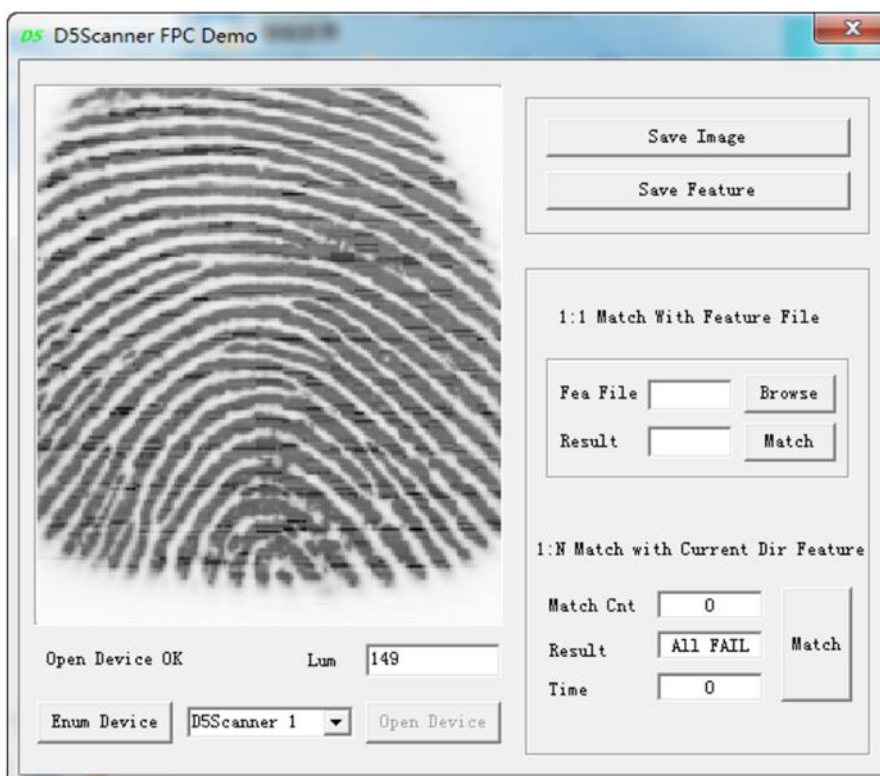 D5 D5Scanner FPC Demo
Save Image
Save Feature
1:1 Match With Feature File
Fea File Browse
Result Match
1:N Match with Current Dir Feature
Match Cnt 0
Result All FAIL Match
Time 0
Open Device OK Lum 149
Enum Device D5Scanner 1 Open Device